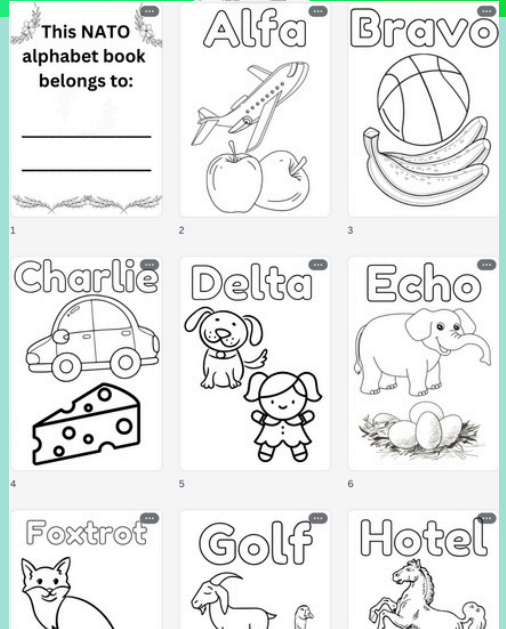 This NATO
alphabet book
belongs to:
Alfa
Bravo
1
2
3
Charlie
Delta
Echo
4
5
6
Foxtrot
Golf
Hotel